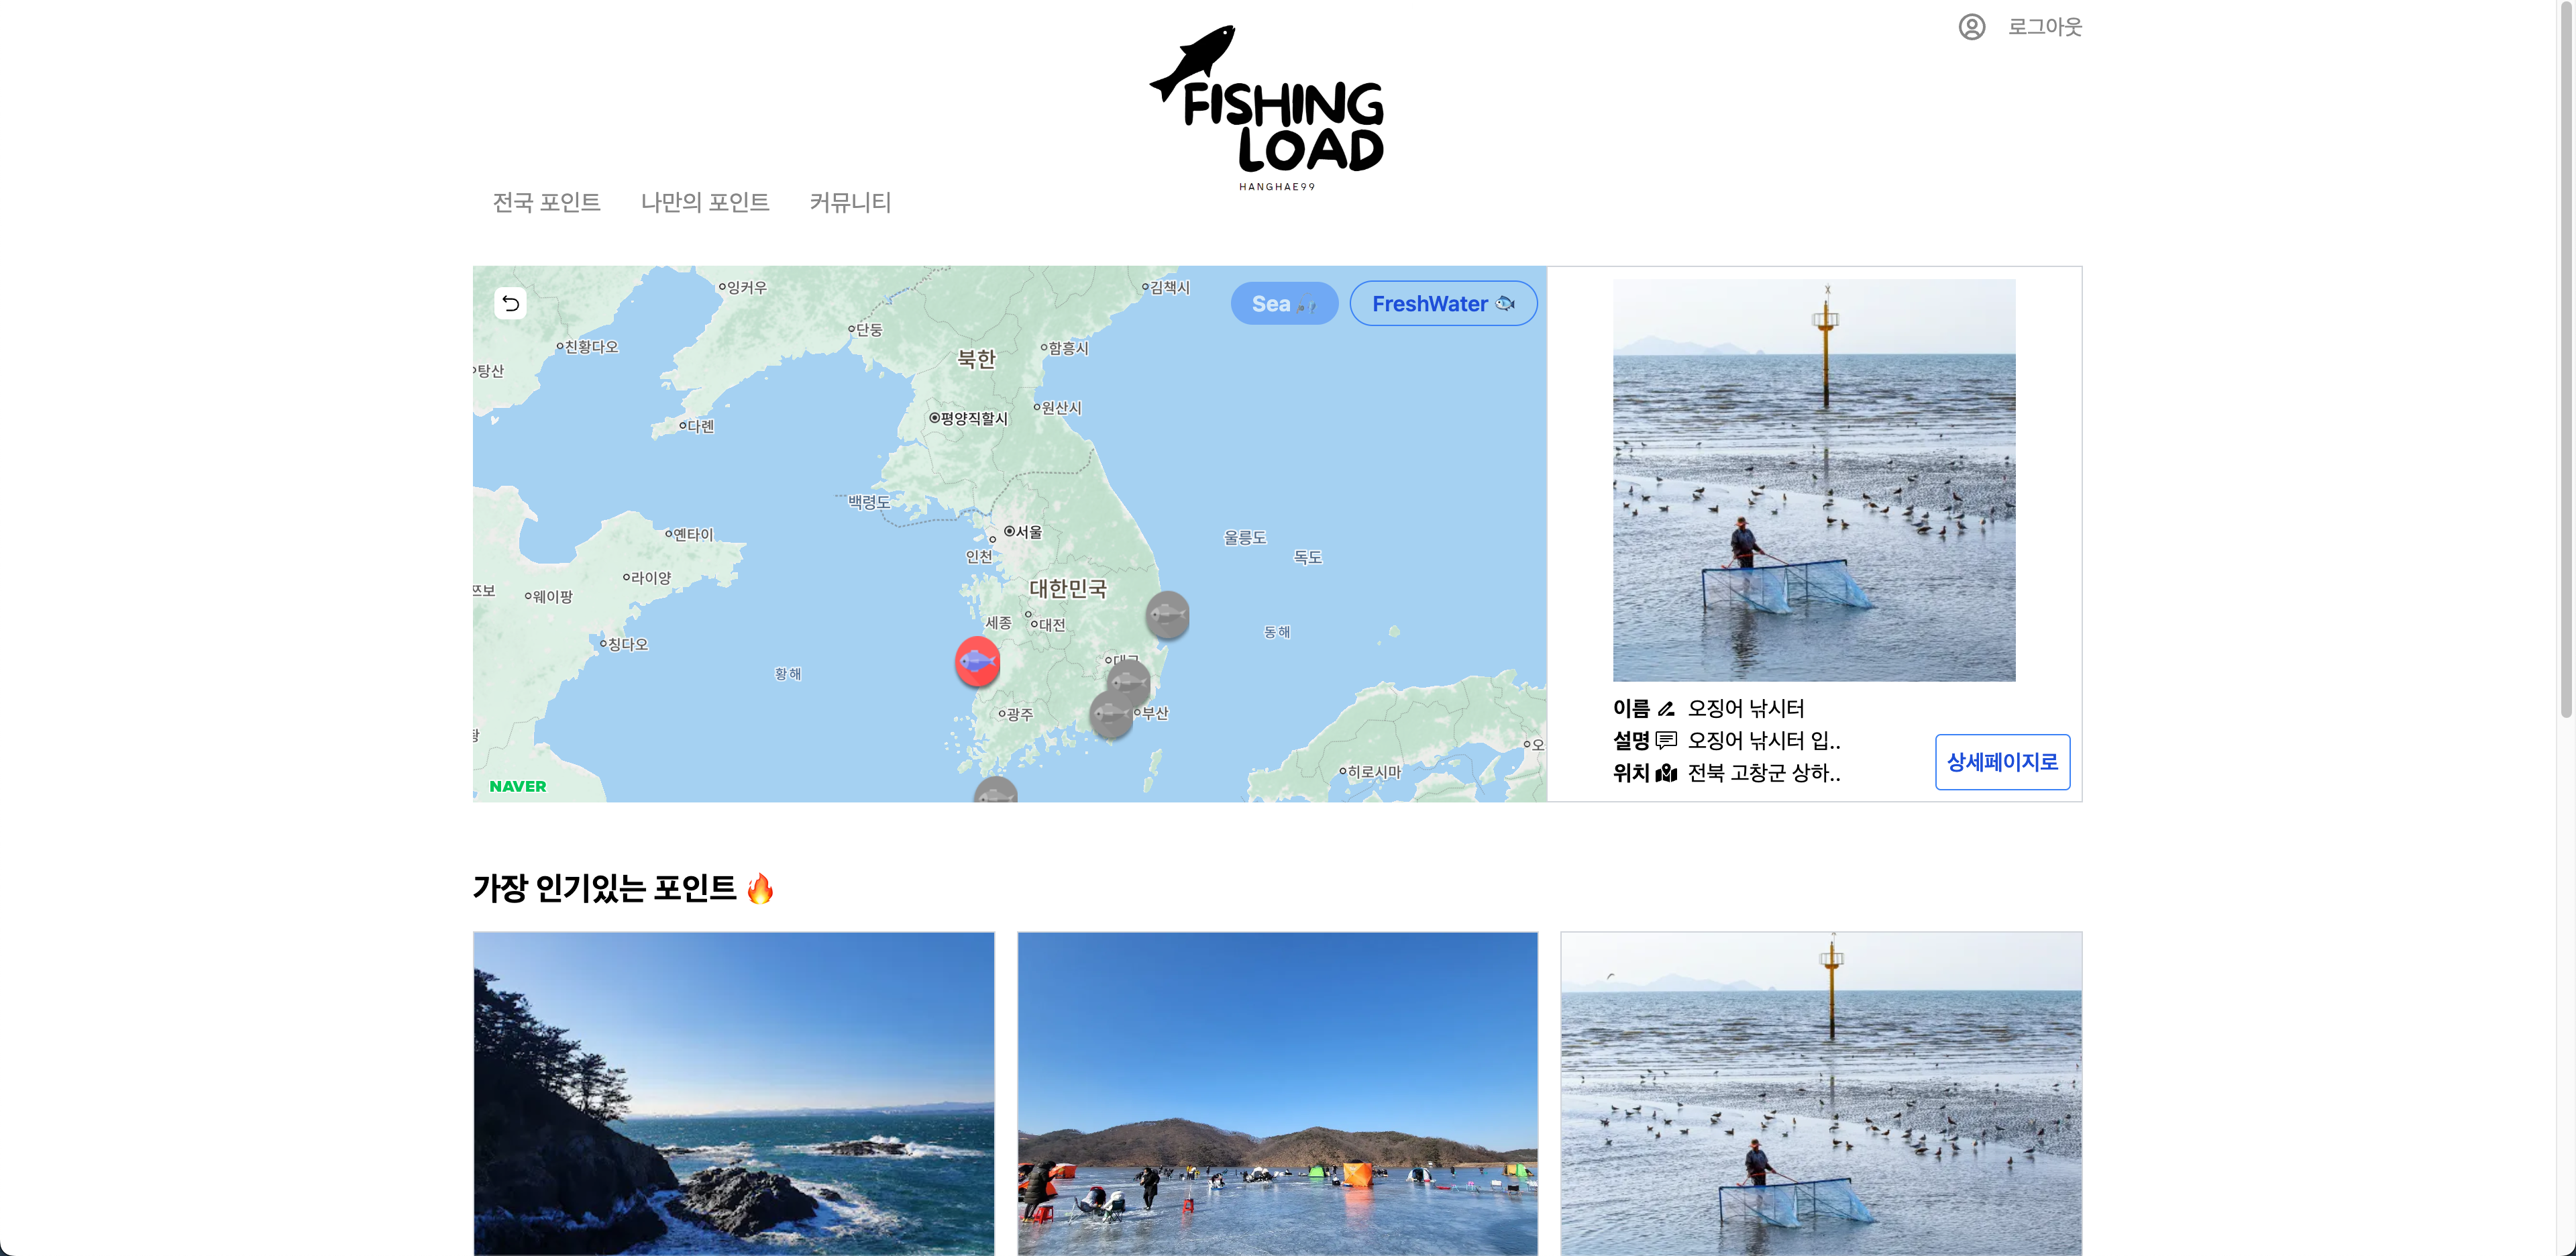 로그아웃
FISHING
LOAD
HANGHAE99
전국 포인트 나만의 포인트 커뮤니티
Sea FreshWater
잉커우
김책시
단둥
친황다오
함흥시
북한
탕산
원산시
평양직할시
다롄
백령도
서울
옌타이
울릉도
인천
독도
라이양
대한민국
쯔보
웨이팡
세종
대전
동해
칭다오
황해
광주
부산
히로시마
NAVER
이름 오징어 낚시터
설명 오징어 낚시터 입..
위치 전북 고창군 상하..
상세페이지로
가장 인기있는 포인트